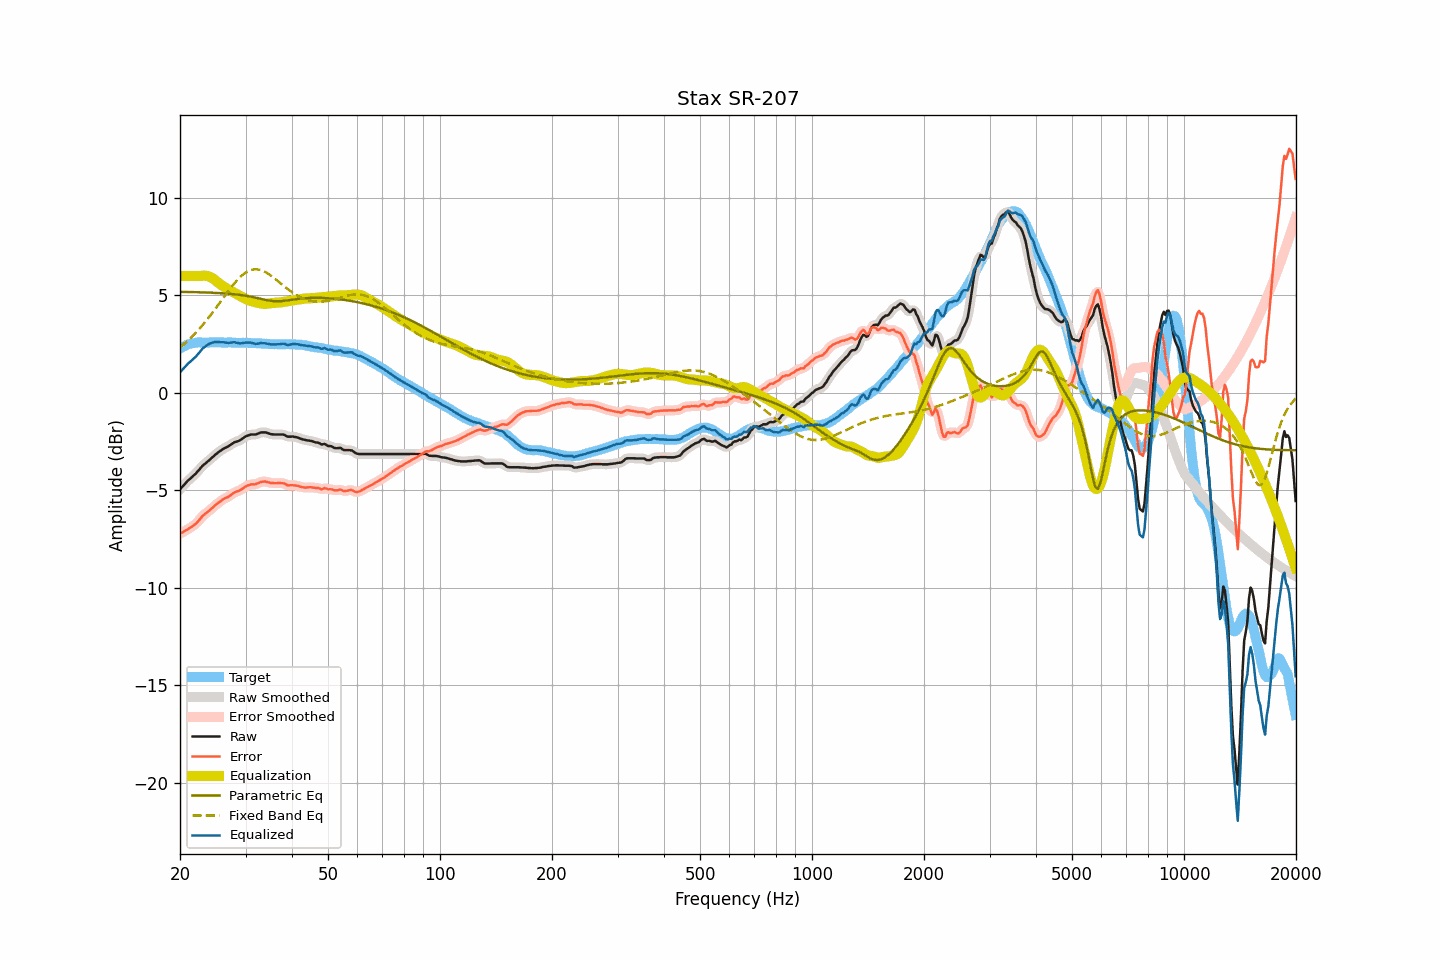 Stax SR-207
Amplitude (dBr)
10
5
0
−5
−10
−15
−20
Target
Raw Smoothed
Error Smoothed
Raw
Error
Equalization
Parametric Eq
Fixed Band Eq
Equalized
20 50 100 200 500 1000 2000 5000 10000 20000
Frequency (Hz)